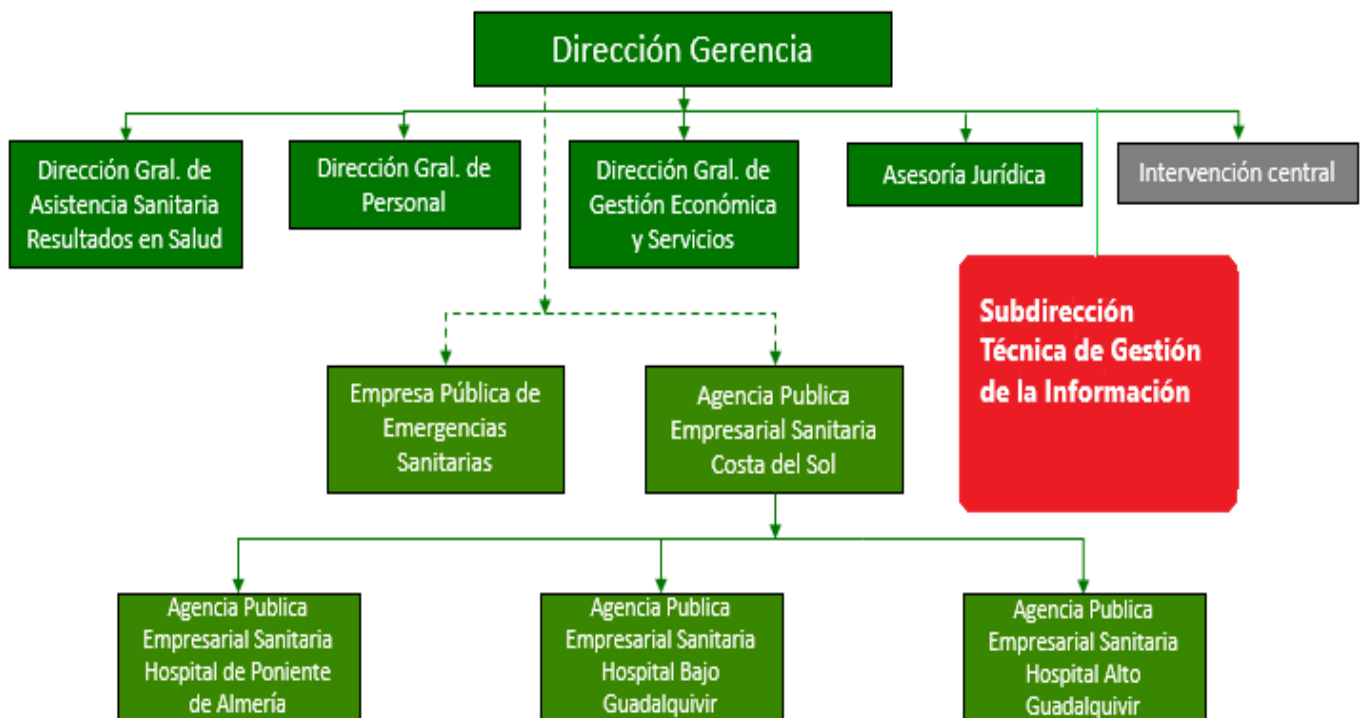 Dirección Gerencia
Dirección Gral. de
Asistencia Sanitaria
Resultados en Salud
Dirección Gral. de
Personal
Dirección Gral. de
Gestión Económica
y Servicios
Asesoría Jurídica
Intervención central
Subdirección
Técnica de Gestión
de la Información
Empresa Pública de
Emergencias
Sanitarias
Agencia Publica
Empresarial Sanitaria
Costa del Sol
Agencia Publica
Empresarial Sanitaria
Hospital de Poniente
de Almería
Agencia Publica
Empresarial Sanitaria
Hospital Bajo
Guadalquivir
Agencia Publica
Empresarial Sanitaria
Hospital Alto
Guadalquivir